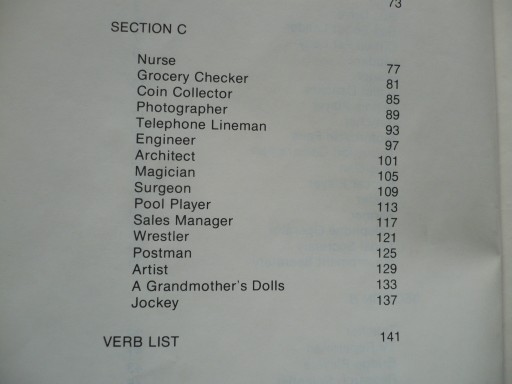 73
SECTION C
Nurse 77
Grocery Checker 81
Coin Collector 85
Photographer 89
Telephone Lineman 93
Engineer 97
Architect 101
Magician 105
Surgeon 109
Pool Player 113
Sales Manager 117
Wrestler 121
Postman 125
Artist 129
A Grandmother's Dolls 133
Jockey 137
VERB LIST 141